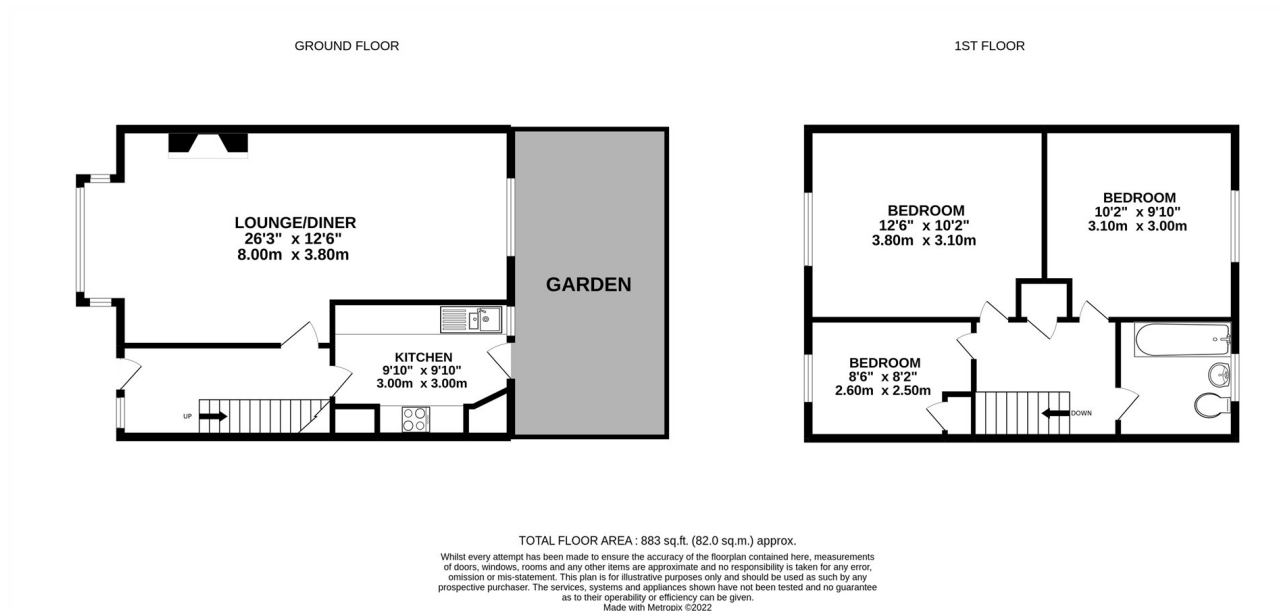 GROUND FLOOR
LOUNGE/DINER
26'3" x 12'6"
8.00m x 3.80m
KITCHEN
9'10" x 9'10"
3.00m x 3.00m
UP
GARDEN
1ST FLOOR
BEDROOM
12'6" x 10'2"
3.80m x 3.10m
BEDROOM
10'2" x 9'10"
3.10m x 3.00m
BEDROOM
8'6" x 8'2"
2.60m x 2.50m
DOWN
TOTAL FLOOR AREA : 883 sq.ft. (82.0 sq.m.) approx.
Whilst every attempt has been made to ensure the accuracy of the floorplan contained here, measurements
of doors, windows, rooms and any other items are approximate and no responsibility is taken for any error,
omission or mis-statement. This plan is for illustrative purposes only and should be used as such by any
prospective purchaser. The services, systems and appliances shown have not been tested and no guarantee
as to their operability or efficiency can be given.
Made with Metropix ©2022